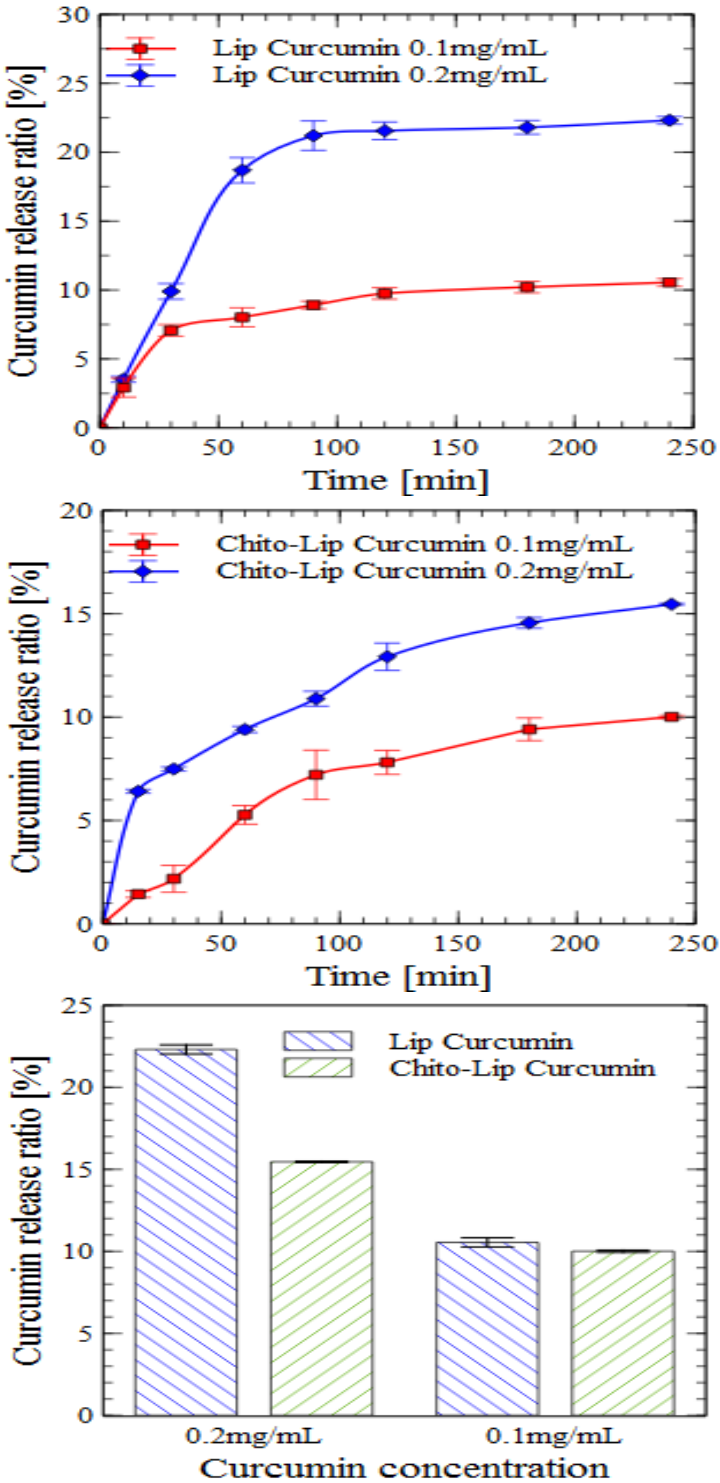 Curcumin release ratio [%]
30
25
20
15
10
5
0
Lip Curcumin 0.1mg/mL
Lip Curcumin 0.2mg/mL
0 50 100 150 200 250
Time [min]
Curcumin release ratio [%]
20
15
10
5
0
Chito-Lip Curcumin 0.1mg/mL
Chito-Lip Curcumin 0.2mg/mL
0 50 100 150 200 250
Time [min]
Curcumin release ratio [%]
25
20
15
10
5
0
Lip Curcumin
Chito-Lip Curcumin
0.2mg/mL 0.1mg/mL
Curcumin concentration